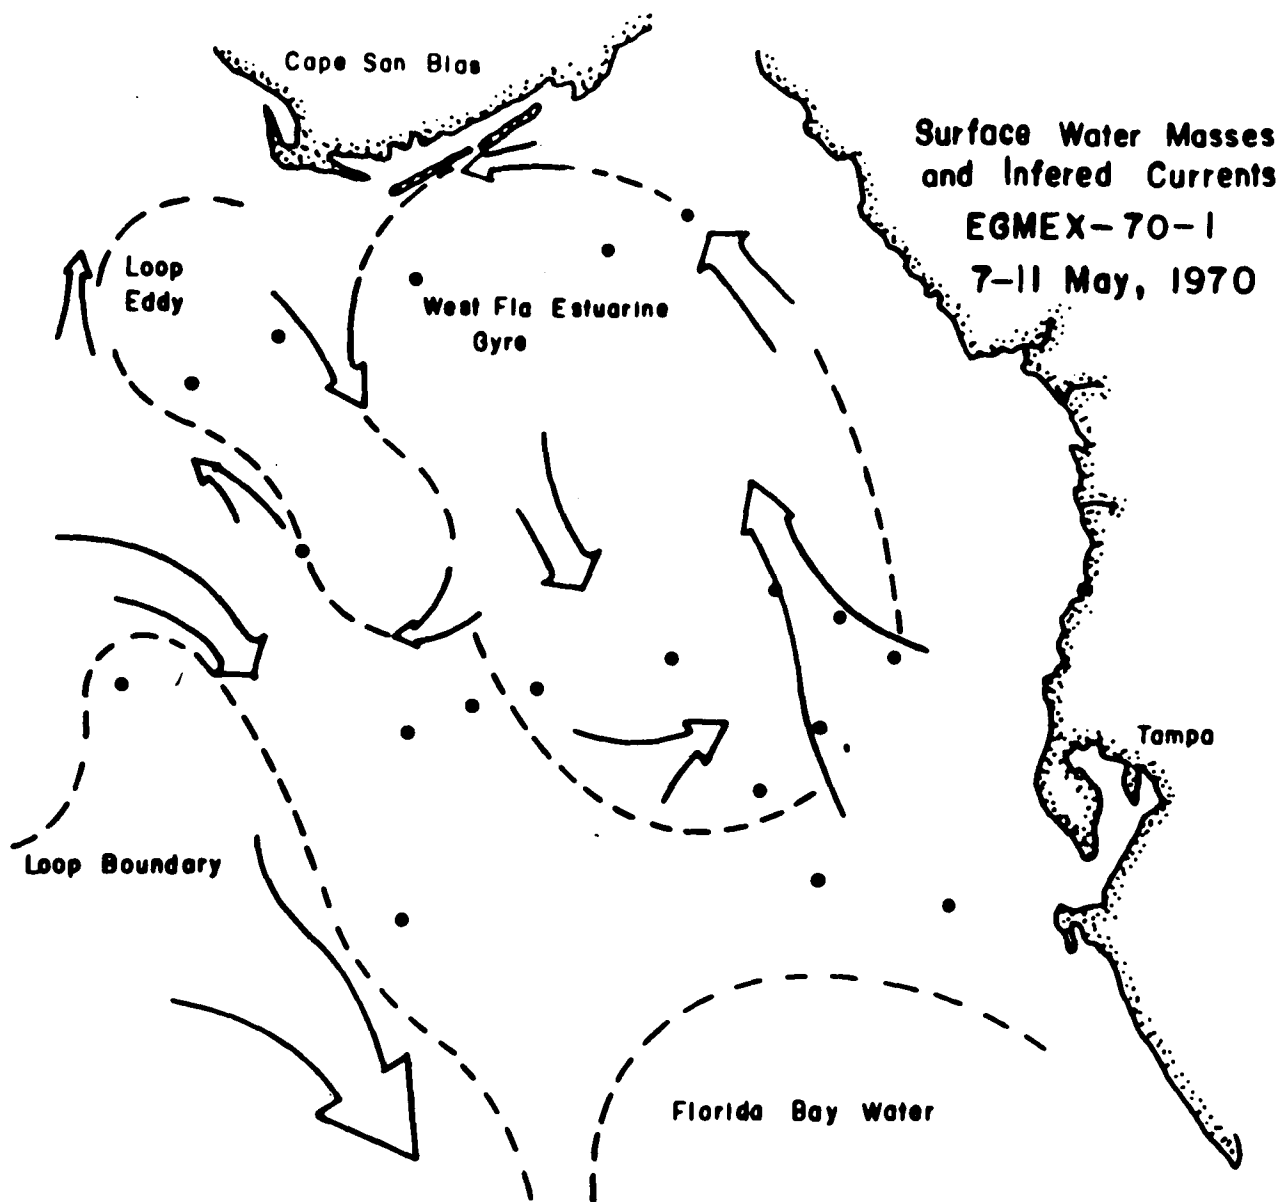 Cape San Blas
Surface Water Masses
and Infered Currents
EGMEX-70-1
7-11 May, 1970
Loop
Eddy
West Fla Estuarine
Gyre
Tampa
Loop Boundary
Florida Bay Water